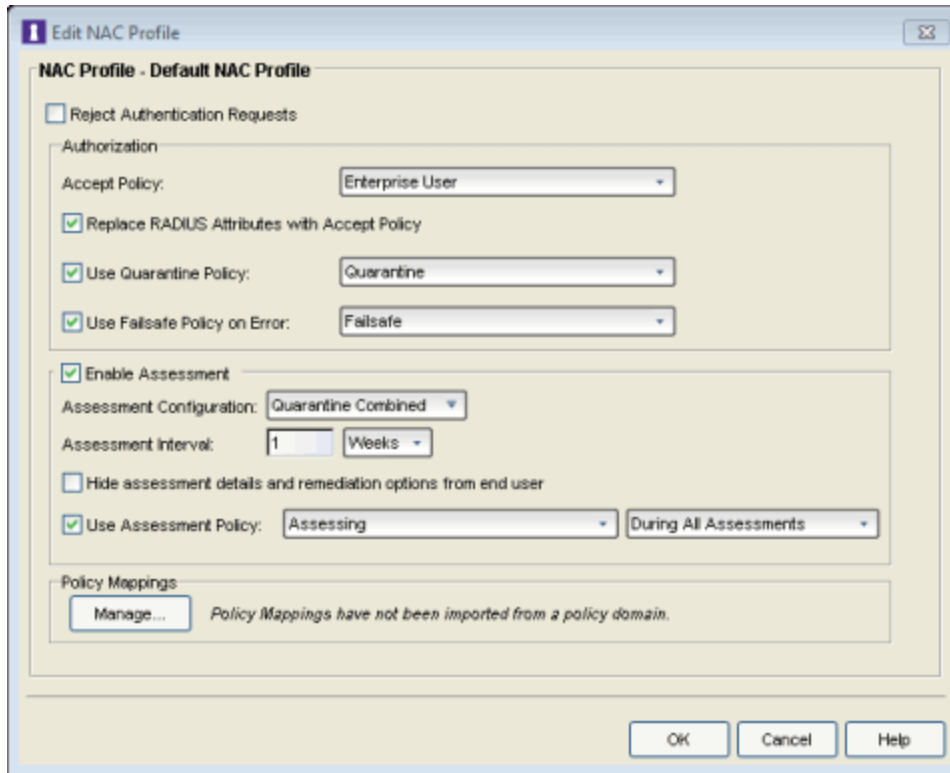 Edit NAC Profile
NAC Profile - Default NAC Profile
Reject Authentication Requests
Authorization
Accept Policy: Enterprise User
Replace RADIUS Attributes with Accept Policy
Use Quarantine Policy: Quarantine
Use Failsafe Policy on Error: Failsafe
Enable Assessment
Assessment Configuration: Quarantine Combined
Assessment Interval: 1 Weeks
Hide assessment details and remediation options from end user
Use Assessment Policy: Assessing During All Assessments
Policy Mappings
Manage... Policy Mappings have not been imported from a policy domain.
OK Cancel Help